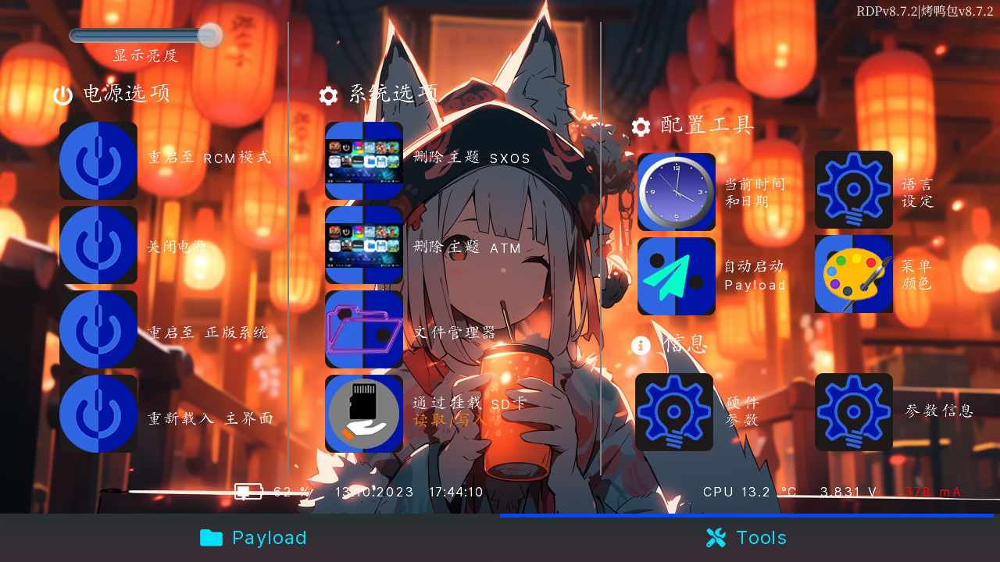 RDPv8.7.2|烤鸭包v8.7.2
显示亮度
电源选项
重启至 RCM模式
关闭电源
重启至 正版系统
重新载入 主界面
系统选项
删除主题 SXOS
删除主题 ATM
文件管理器
通过挂载 SD卡
读取/写入
配置工具
当前时间
和日期
语言
设定
自动启动
Payload
菜单
颜色
信息
硬件
参数
参数信息
62 %
13.10.2023
17:44:10
CPU 13.2 °C
3.831 V
-378 mA
Payload
Tools